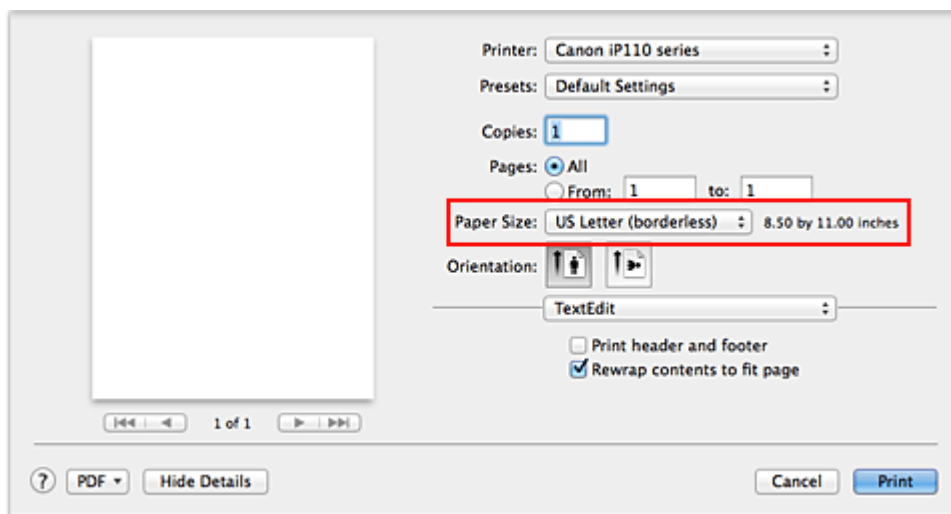 Printer: Canon iP110 series
Presets: Default Settings
Copies: 1
Pages: All
From: 1 to: 1
Paper Size: US Letter (borderless) 8.50 by 11.00 inches
Orientation:
TextEdit
Print header and footer
Rewrap contents to fit page
1 of 1
? PDF Hide Details Cancel Print